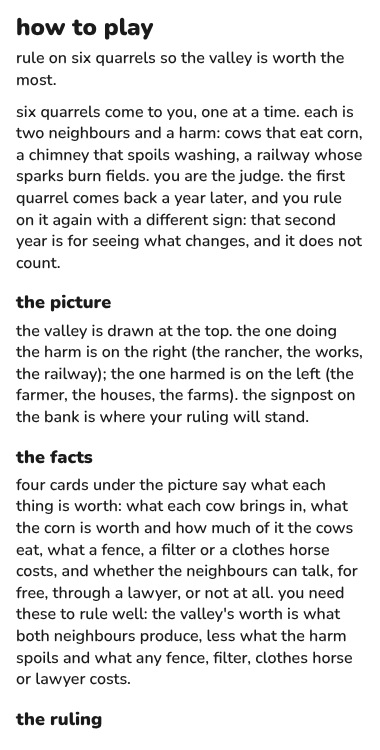 how to play
rule on six quarrels so the valley is worth the
most.
six quarrels come to you, one at a time. each is
two neighbours and a harm: cows that eat corn,
a chimney that spoils washing, a railway whose
sparks burn fields. you are the judge. the first
quarrel comes back a year later, and you rule
on it again with a different sign: that second
year is for seeing what changes, and it does not
count.
the picture
the valley is drawn at the top. the one doing
the harm is on the right (the rancher, the works,
the railway); the one harmed is on the left (the
farmer, the houses, the farms). the signpost on
the bank is where your ruling will stand.
the facts
four cards under the picture say what each
thing is worth: what each cow brings in, what
the corn is worth and how much of it the cows
eat, what a fence, a filter or a clothes horse
costs, and whether the neighbours can talk, for
free, through a lawyer, or not at all. you need
these to rule well: the valley's worth is what
both neighbours produce, less what the harm
spoils and what any fence, filter, clothes horse
or lawyer costs.
the ruling